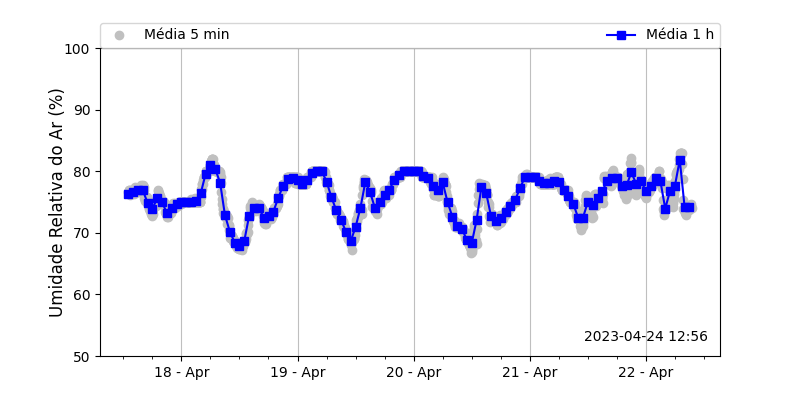 Média 5 min
Média 1 h
Umidade Relativa do Ar (%)
100
90
80
70
60
50
2023-04-24 12:56
18 - Apr
19 - Apr
20 - Apr
21 - Apr
22 - Apr